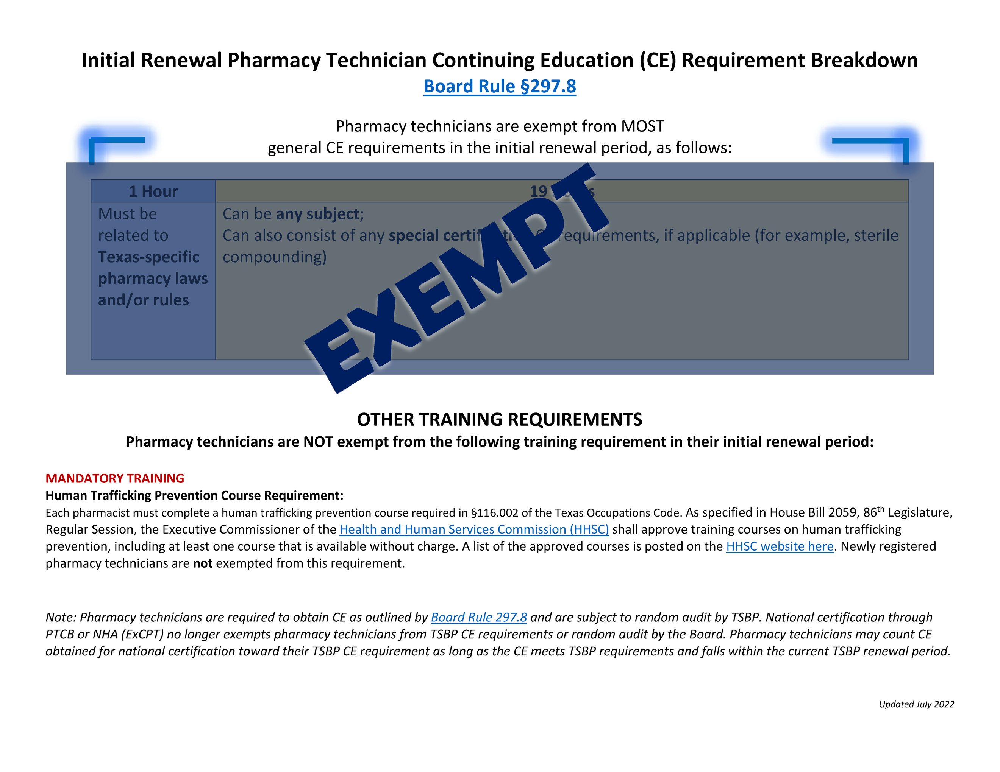 Initial Renewal Pharmacy Technician Continuing Education (CE) Requirement Breakdown
Board Rule §297.8
Pharmacy technicians are exempt from MOST
general CE requirements in the initial renewal period, as follows:
1 Hour
19
Must be
related to
Texas-specific
pharmacy laws
and/or rules
Can be any subject;
Can also consist of any special requirements, if applicable (for example, sterile
compounding)
EXEMPT
OTHER TRAINING REQUIREMENTS
Pharmacy technicians are NOT exempt from the following training requirement in their initial renewal period:
MANDATORY TRAINING
Human Trafficking Prevention Course Requirement:
Each pharmacist must complete a human trafficking prevention course required in §116.002 of the Texas Occupations Code. As specified in House Bill 2059, 86th Legislature,
Regular Session, the Executive Commissioner of the Health and Human Services Commission (HHSC) shall approve training courses on human trafficking
prevention, including at least one course that is available without charge. A list of the approved courses is posted on the HHSC website here. Newly registered
pharmacy technicians are not exempted from this requirement.
Note: Pharmacy technicians are required to obtain CE as outlined by Board Rule 297.8 and are subject to random audit by TSBP. National certification through
PTCB or NHA (ExCPT) no longer exempts pharmacy technicians from TSBP CE requirements or random audit by the Board. Pharmacy technicians may count CE
obtained for national certification toward their TSBP CE requirement as long as the CE meets TSBP requirements and falls within the current TSBP renewal period.
Updated July 2022